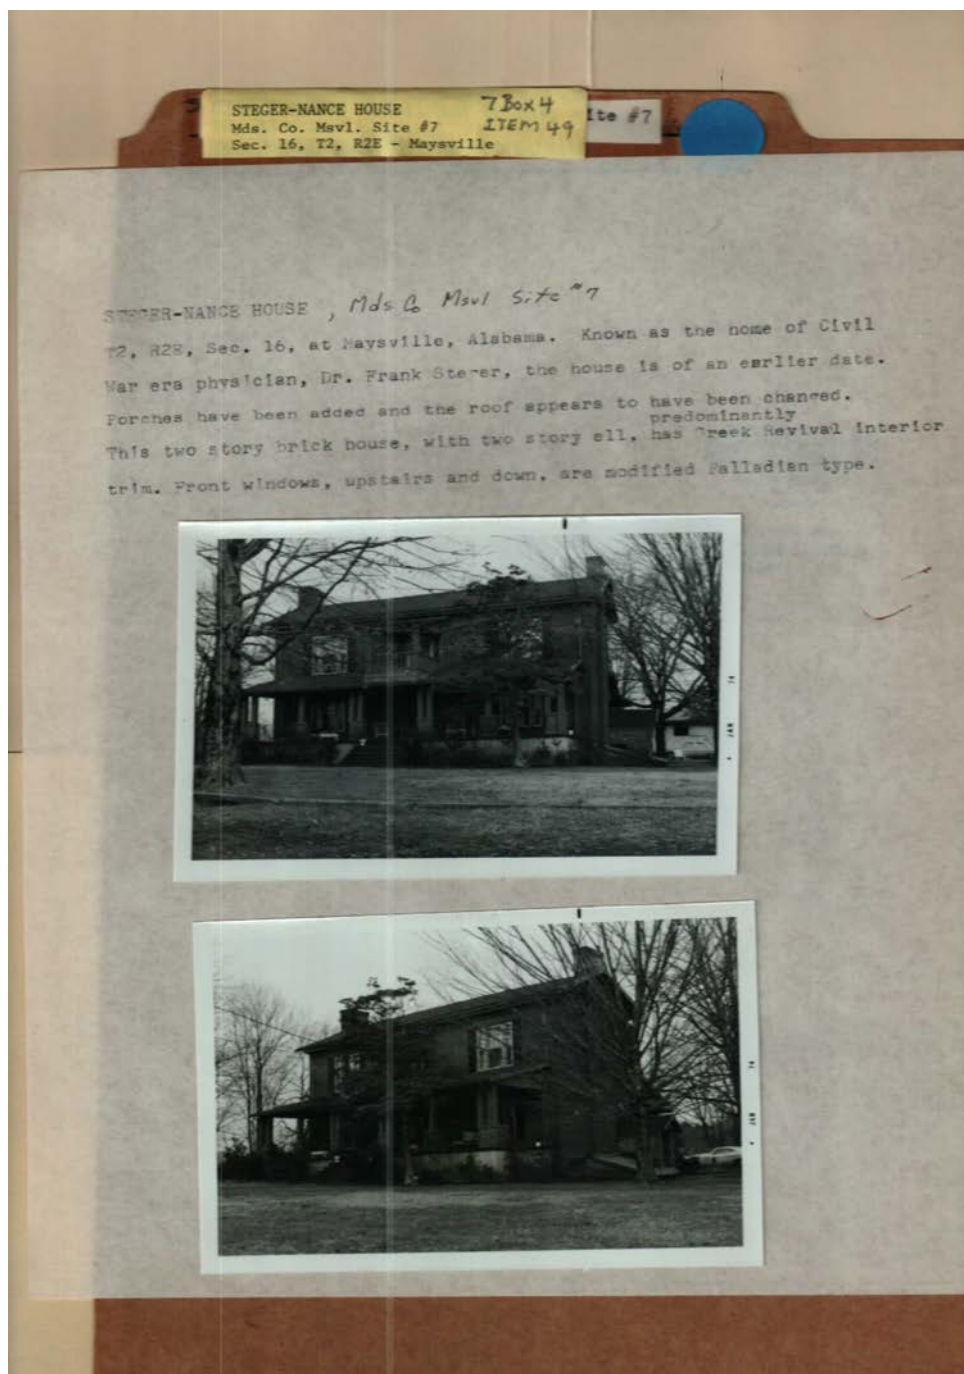 STEGER-NANCE HOUSE 7 Box 4
Mds. Co. Msvl. Site #7 ITEM 49
Sec. 16, T2, R2E - Maysville
ite #7
STEGER-NANCE HOUSE , Mds Co Msvl Site #7
T2, R2E, Sec. 16, at Maysville, Alabama. Known as the home of Civil
War era physician, Dr. Frank Steger, the house is of an earlier date.
Porches have been added and the roof appears to have been changed.
predominantly
This two story brick house, with two story ell, has Greek Revival interior
trim. Front windows, upstairs and down, are modified Palladian type.